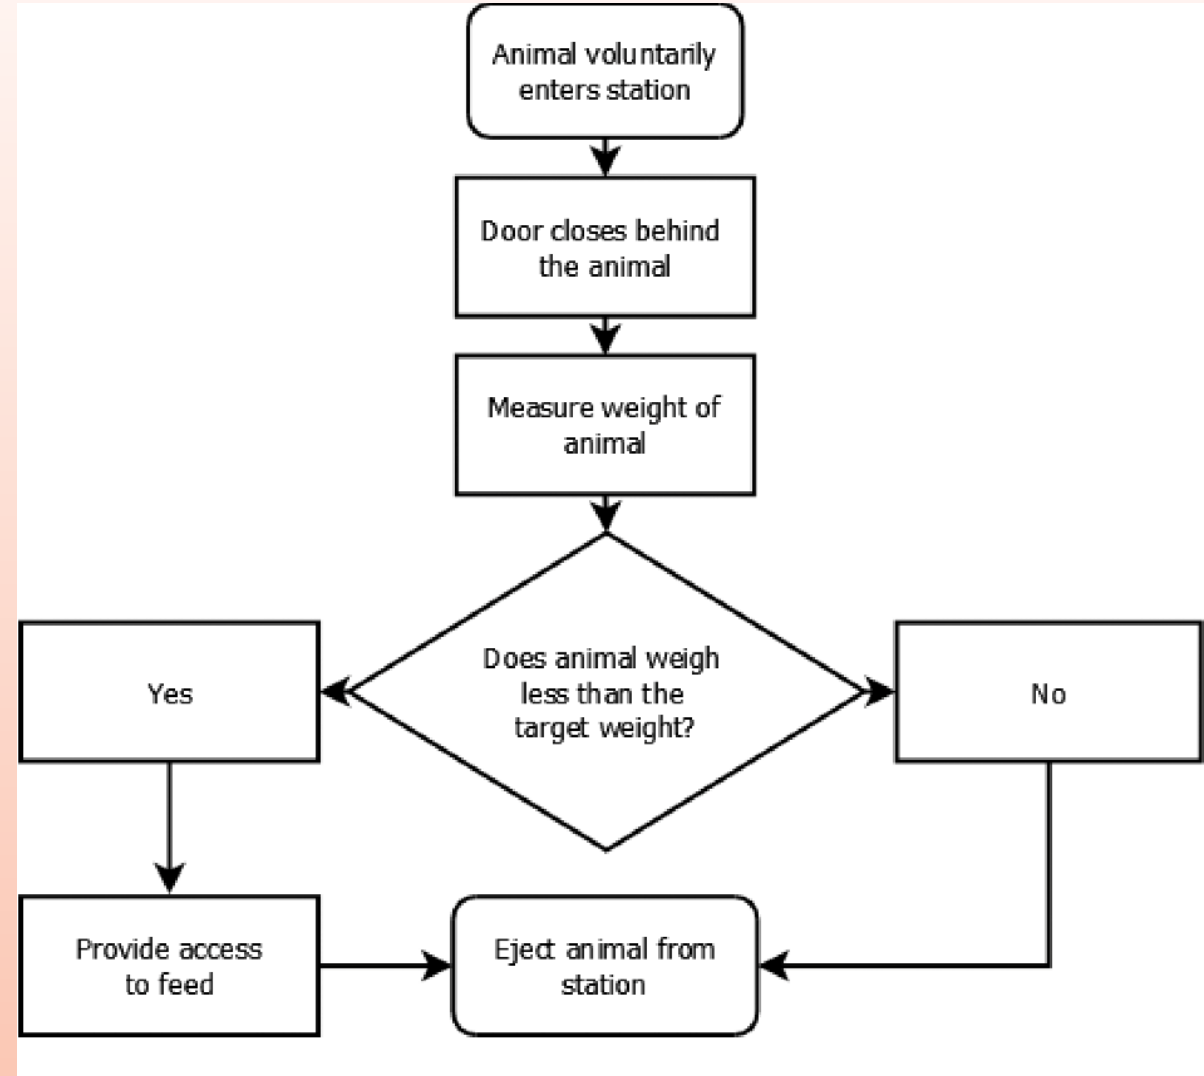 Animal voluntarily
enters station
Door closes behind
the animal
Measure weight of
animal
Does animal weigh
less than the
target weight?
Yes
No
Provide access
to feed
Eject animal from
station